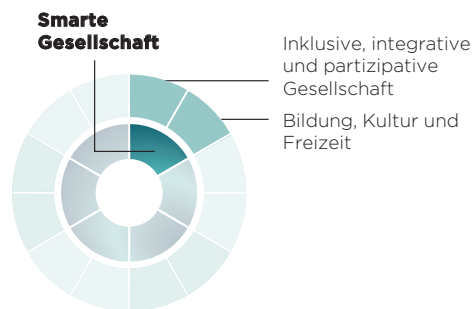 Smarte
Gesellschaft
Inklusive, integrative
und partizipative
Gesellschaft
Bildung, Kultur und
Freizeit